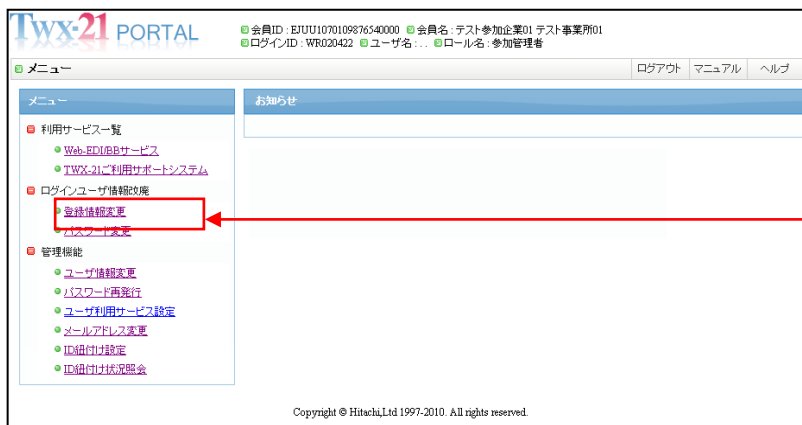 TWX-21 PORTAL
会員ID : EJUU1070109876540000 会員名 : テスト参加企業01 テスト事業所01
ログインID : WR020422 ユーザ名 : . . ロール名 : 参加管理者
メニュー
ログアウト マニュアル ヘルプ
メニュー
お知らせ
利用サービス一覧
Web-EDI/BBサービス
TWX-21ご利用サポートシステム
ログインユーザ情報改廃
登録情報変更
パスワード変更
管理機能
ユーザ情報変更
パスワード再発行
ユーザ利用サービス設定
メールアドレス変更
ID紐付け設定
ID紐付け状況照会
Copyright © Hitachi,Ltd 1997-2010. All rights reserved.